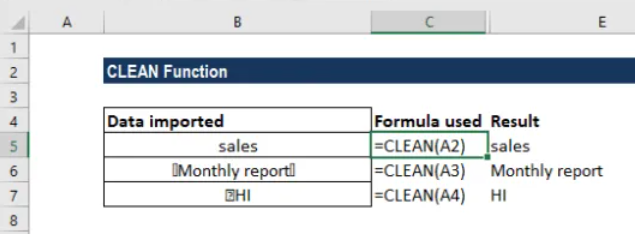 A B C E
1
2 CLEAN Function
3
4 Data imported Formula used Result
5 sales =CLEAN(A2) sales
6 Monthly report =CLEAN(A3) Monthly report
7 HI =CLEAN(A4) HI
8